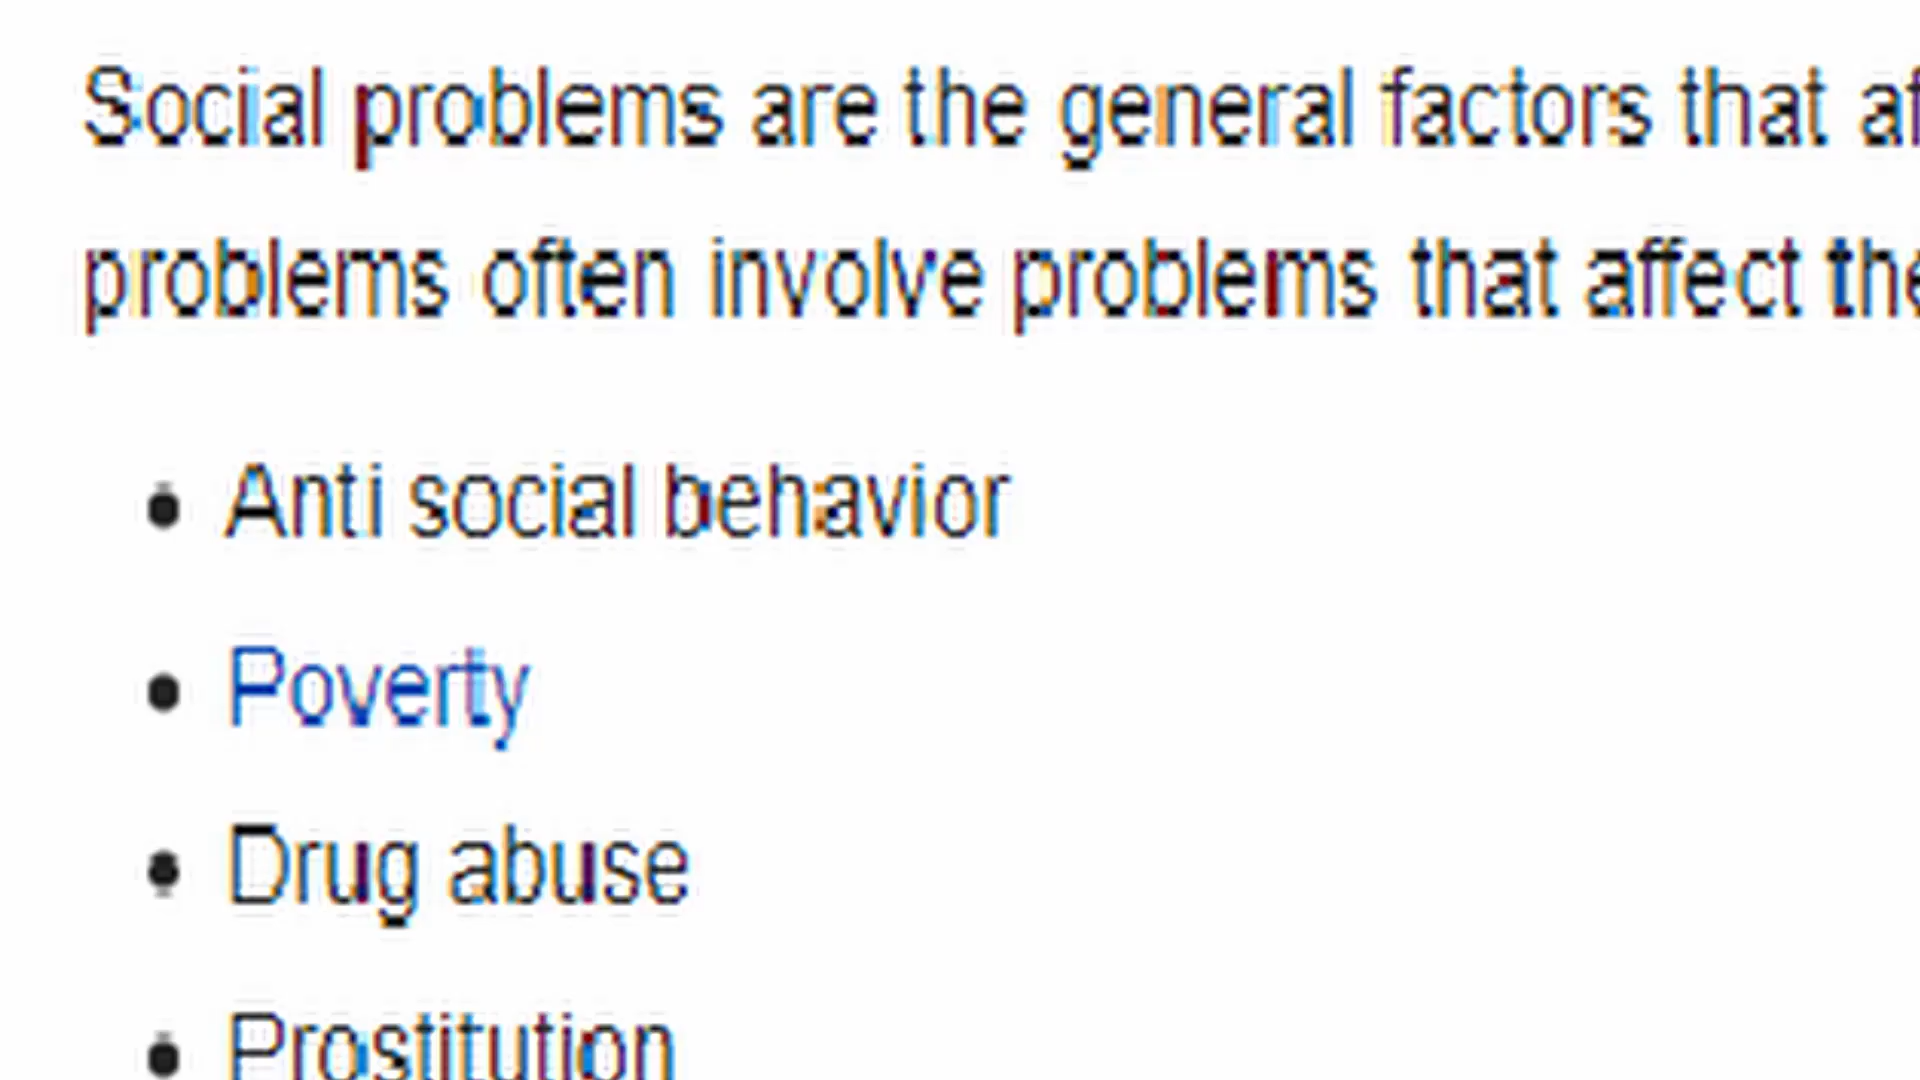 Social problems are the general factors that
problems often involve problems that affect the
Anti social behavior
Poverty
Drug abuse
Prostitution